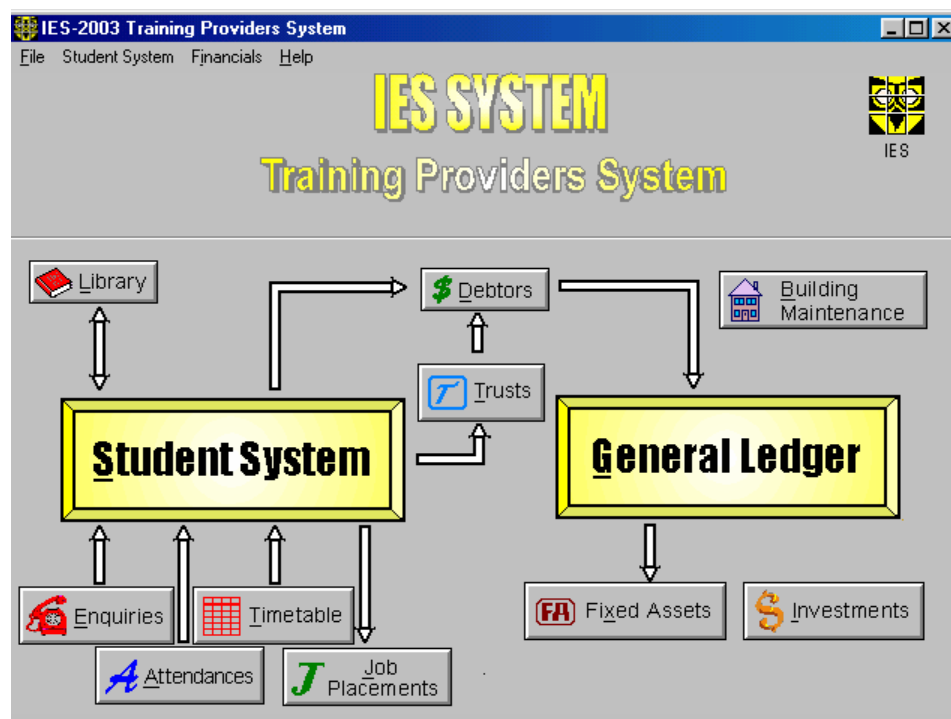 IES-2003 Training Providers System
File Student System Financials Help
IES SYSTEM
IES
Training Providers System
Library
$ Debtors
Building
Maintenance
T Trusts
Student System
General Ledger
Enquiries
Timetable
FA Fixed Assets
$ Investments
A Attendances
J Job
Placements